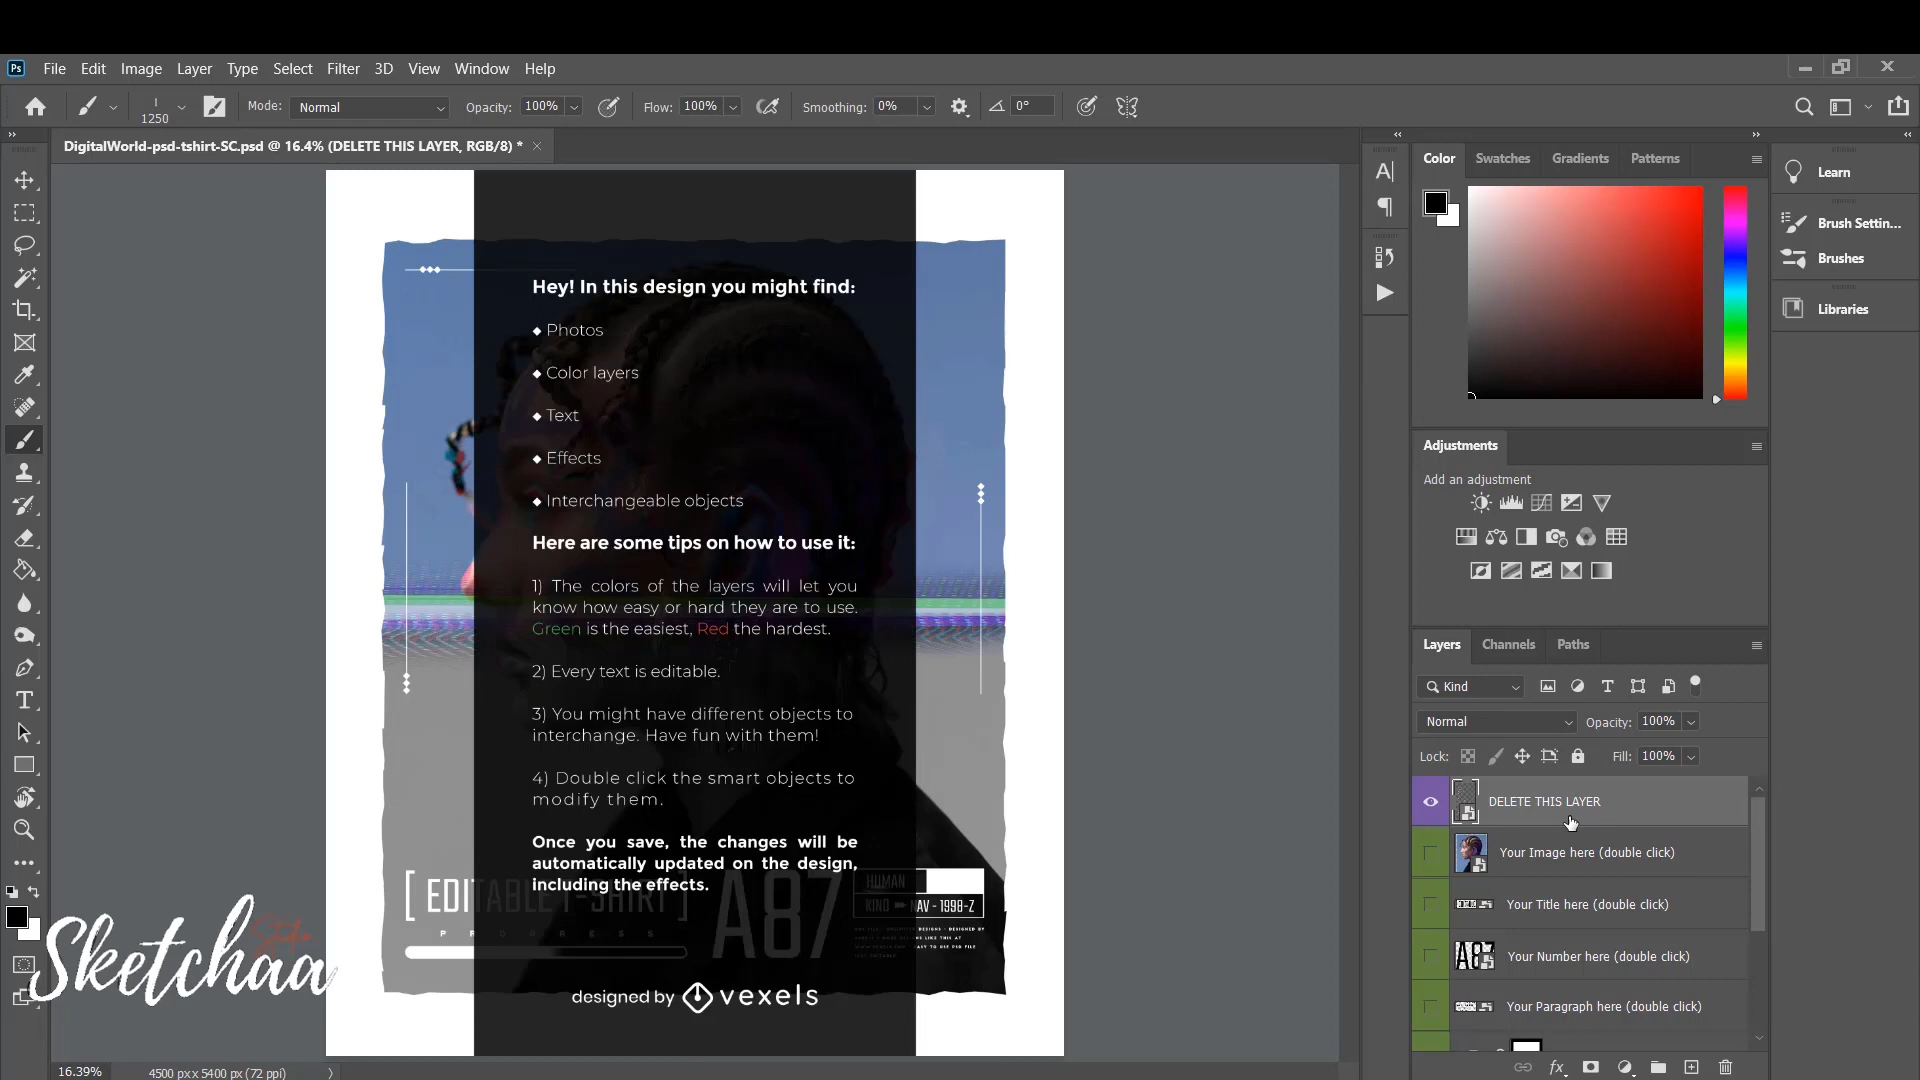 Ps File Edit Image Layer Type Select Filter 3D View Window Help
1250 Mode: Normal Opacity: 100% Flow: 100% Smoothing: 0% 0°
DigitalWorld-psd-tshirt-SC.psd @ 16.4% (DELETE THIS LAYER, RGB/8) *
Color Swatches Gradients Patterns
Learn
Brush Settin...
Brushes
Libraries
Hey! In this design you might find:
Photos
Color layers
Text
Effects
Interchangeable objects
Here are some tips on how to use it:
1) The colors of the layers will let you
know how easy or hard they are to use.
Green is the easiest, Red the hardest.
2) Every text is editable.
3) You might have different objects to
interchange. Have fun with them!
4) Double click the smart objects to
modify them.
Once you save, the changes will be
automatically updated on the design,
including the effects.
[ EDITABLE T-SHIRT ]
PROGRESS
A87
HUMAN
KIND NAV - 1998-Z
designed by vexels
Adjustments
Add an adjustment
Layers Channels Paths
Kind
Normal Opacity: 100%
Lock: Fill: 100%
DELETE THIS LAYER
Your Image here (double click)
Your Title here (double click)
Your Number here (double click)
Your Paragraph here (double click)
Sketchaa
Studio
16.39% 4500 px x 5400 px (72 ppi)